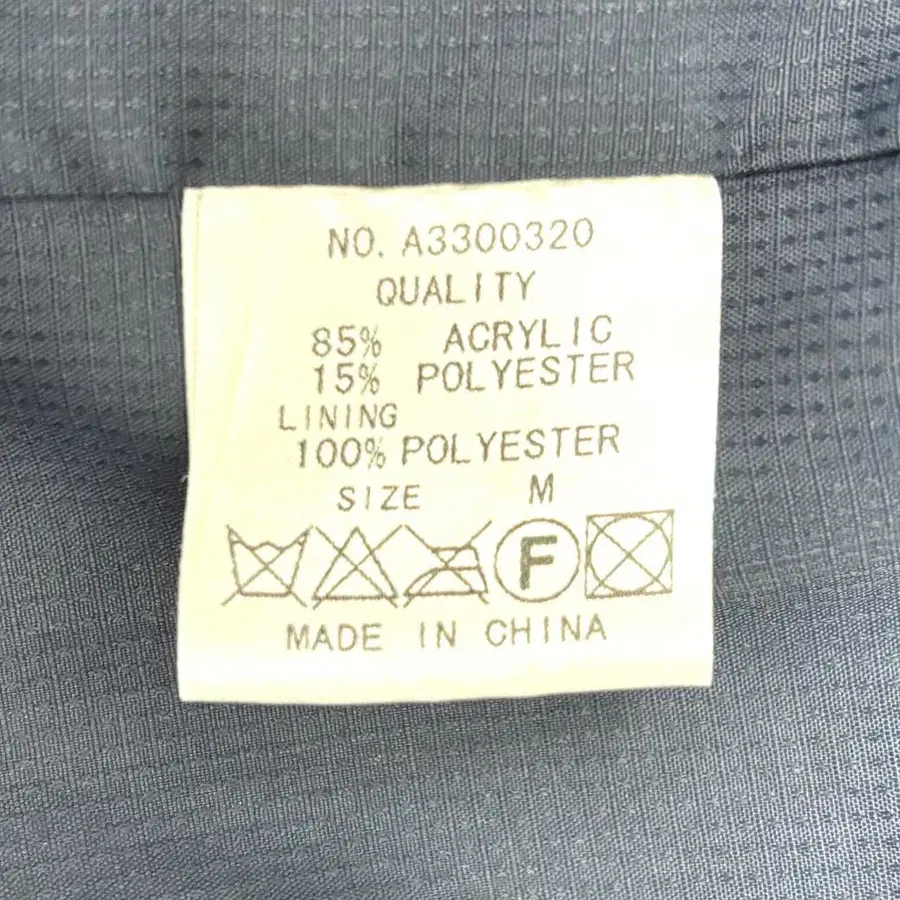 NO. A3300320
QUALITY
85% ACRYLIC
15% POLYESTER
LINING
100% POLYESTER
SIZE M
F
MADE IN CHINA